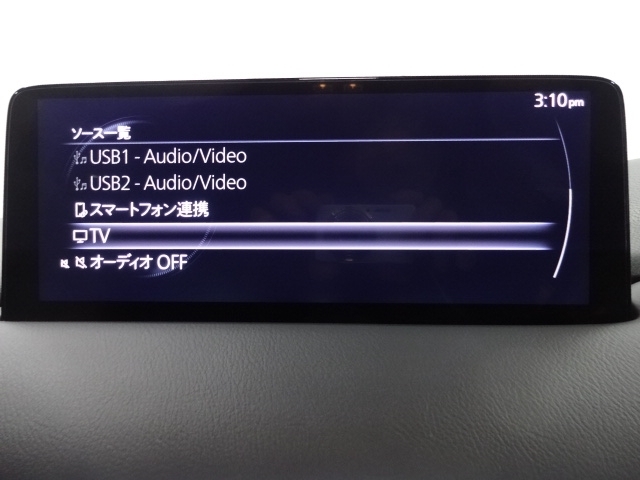 3:10pm
ソース一覧
USB1 - Audio/Video
USB2 - Audio/Video
スマートフォン連携
TV
オーディオ OFF